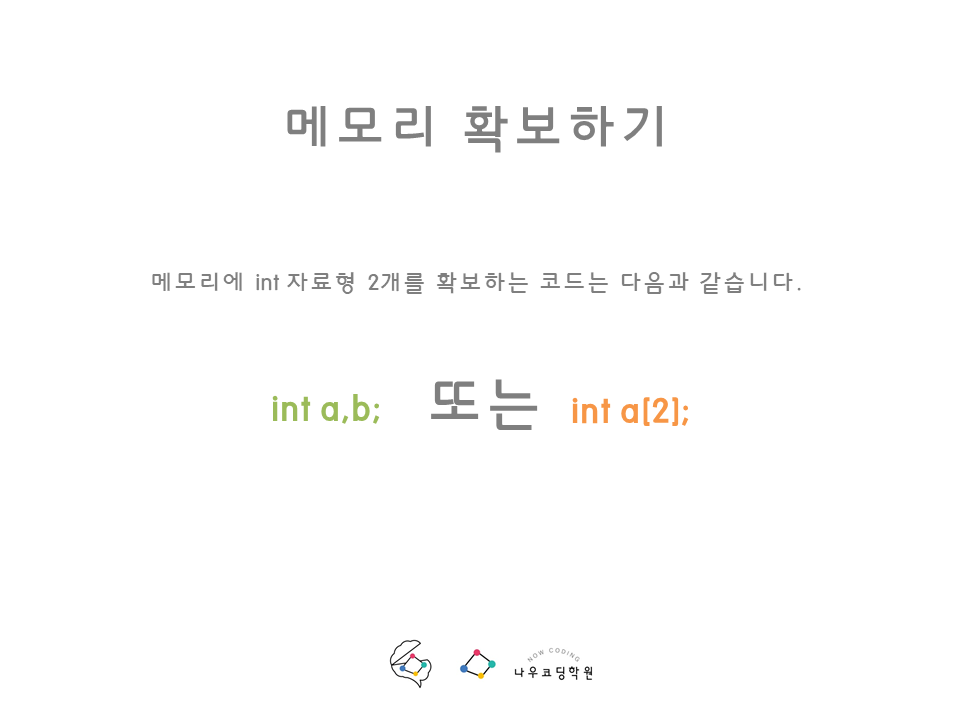 메모리 확보하기
메모리에 int 자료형 2개를 확보하는 코드는 다음과 같습니다.
int a,b; 또는 int a[2];
NOW CODING
나우코딩학원